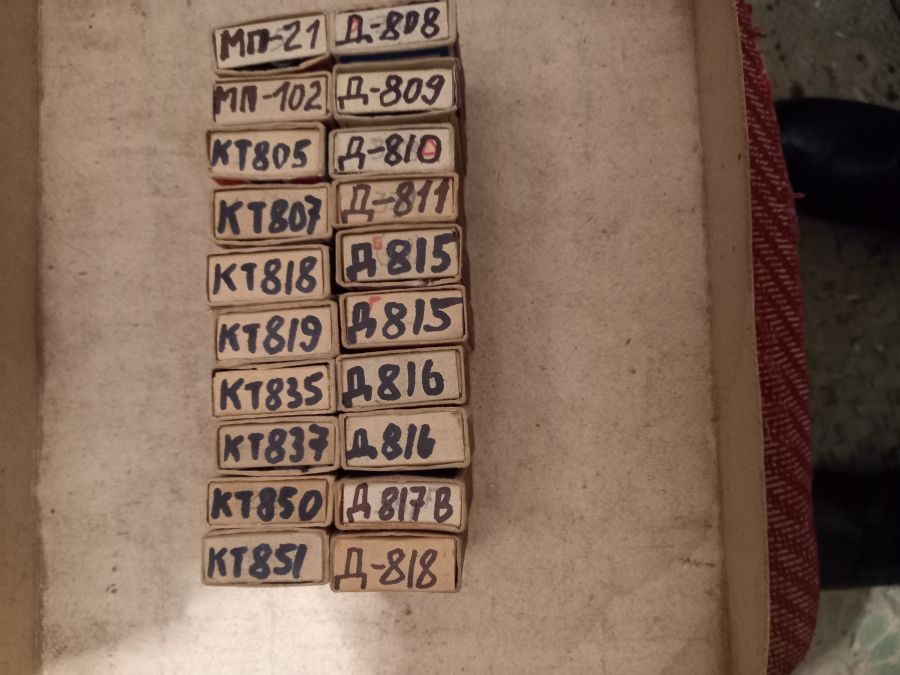 МП-21
МП-102
КТ805
КТ807
КТ818
КТ819
КТ835
КТ837
КТ850
КТ851
Д-808
Д-809
Д-810
Д-811
Д815
Б
Д815
Г
Д816
Д816
Д817В
Д-818